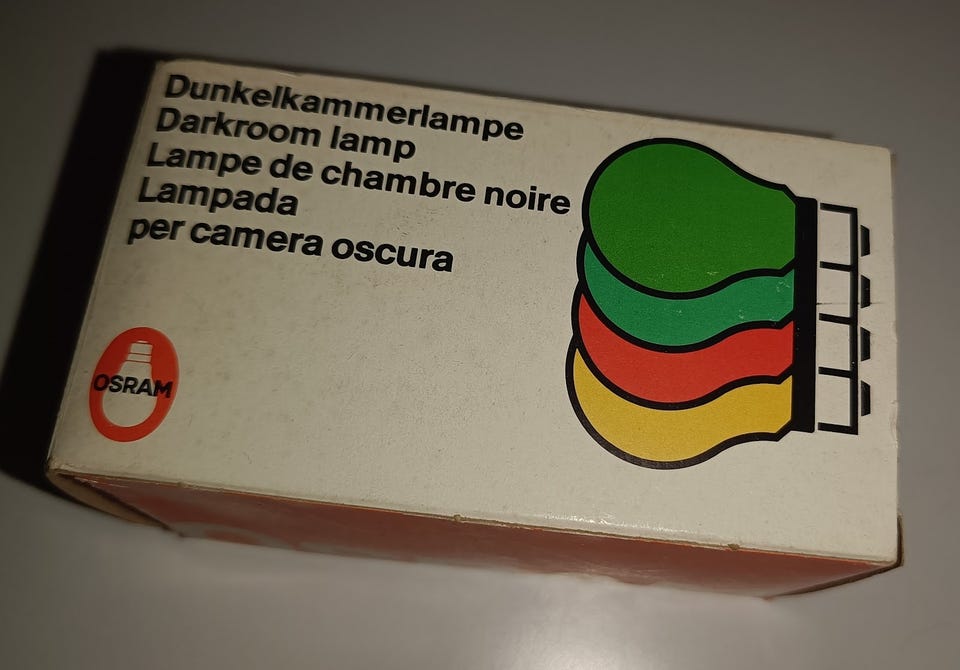 Dunkelkammerlampe
Darkroom lamp
Lampe de chambre noire
Lampada
per camera oscura
OSRAM